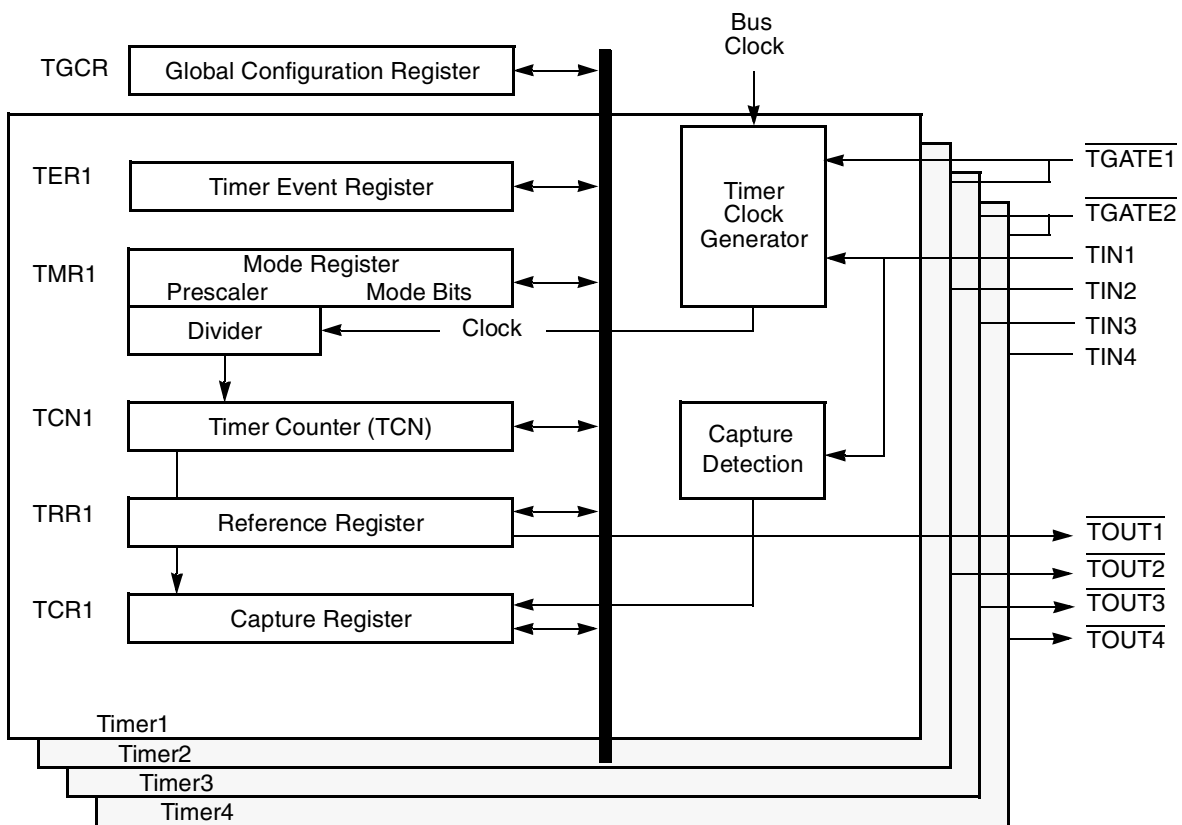 Bus
Clock
TGCR
Global Configuration Register
TER1
Timer Event Register
Timer
Clock
Generator
TGATE1
TGATE2
TMR1
Mode Register
Prescaler
Mode Bits
TIN1
TIN2
Divider
Clock
TIN3
TIN4
TCN1
Timer Counter (TCN)
Capture
Detection
TRR1
Reference Register
TOUT1
TOUT2
TCR1
Capture Register
TOUT3
TOUT4
Timer1
Timer2
Timer3
Timer4